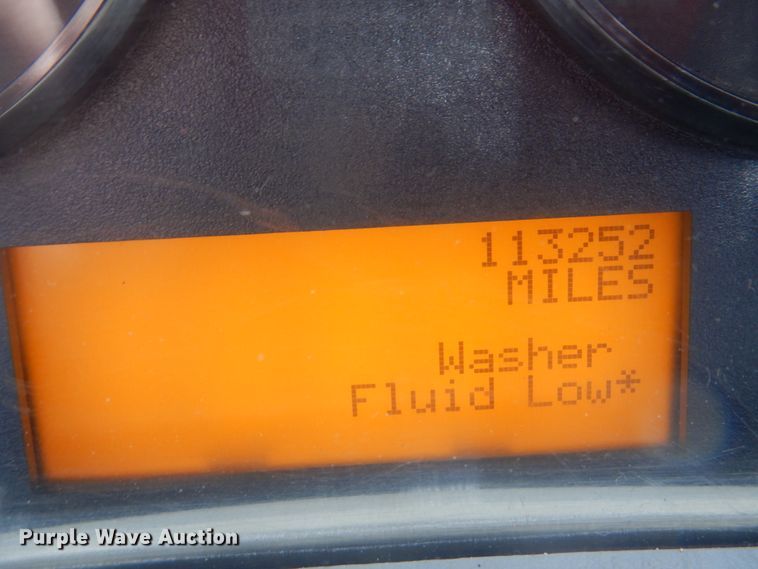 113252
MILES
Washer
Fluid Low*
Purple Wave Auction